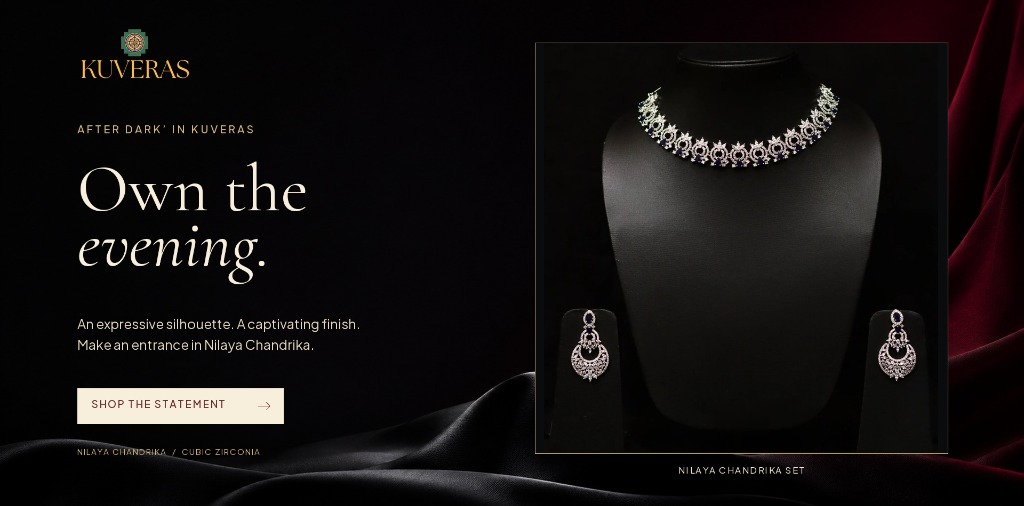 KUVERAS
AFTER DARK' IN KUVERAS
Own the
evening.
An expressive silhouette. A captivating finish.
Make an entrance in Nilaya Chandrika.
SHOP THE STATEMENT →
NILAYA CHANDRIKA / CUBIC ZIRCONIA
NILAYA CHANDRIKA SET